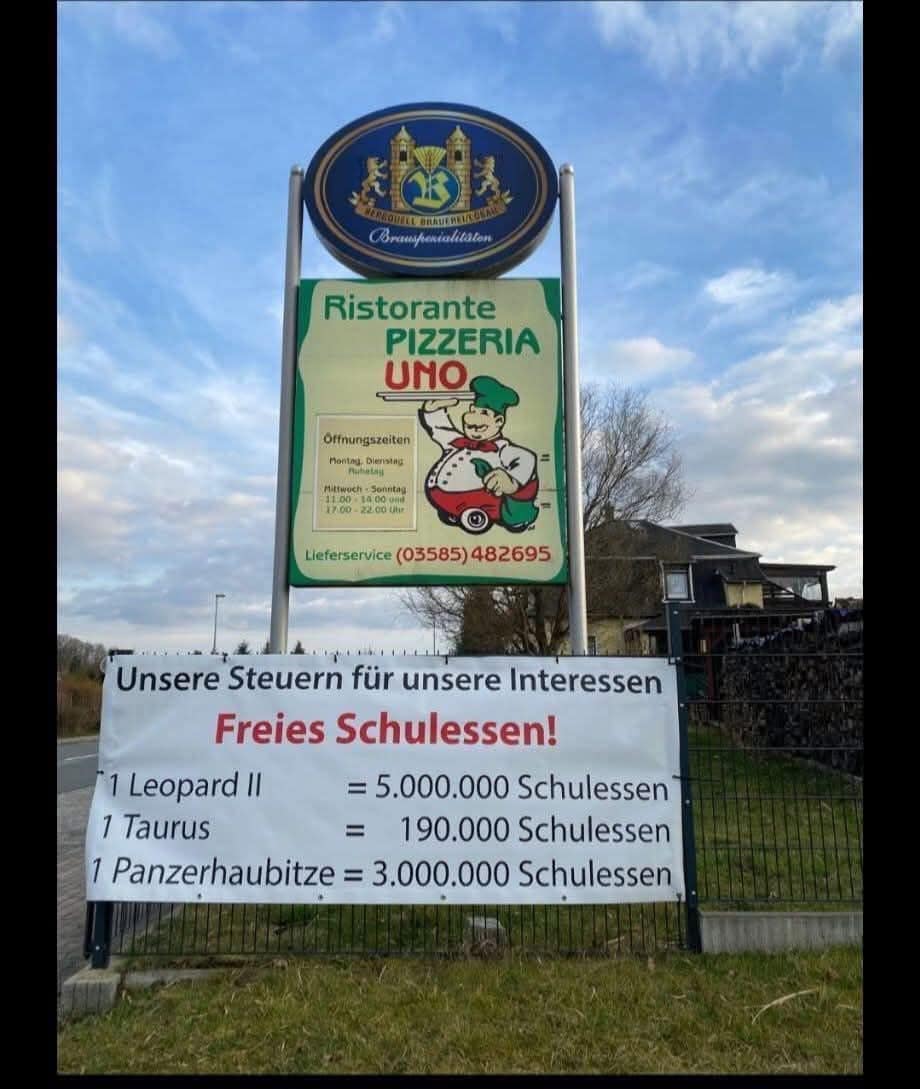 B
BERGQUELL BRAUEREI LÖBAU
Brauspezialitäten
Ristorante
PIZZERIA
UNO
Öffnungszeiten
Montag, Dienstag
Ruhetag
Mittwoch - Sonntag
11.00 - 14.00 und
17.00 - 22.00 Uhr
Lieferservice (03585) 482695
Unsere Steuern für unsere Interessen
Freies Schulessen!
1 Leopard II = 5.000.000 Schulessen
1 Taurus = 190.000 Schulessen
1 Panzerhaubitze = 3.000.000 Schulessen